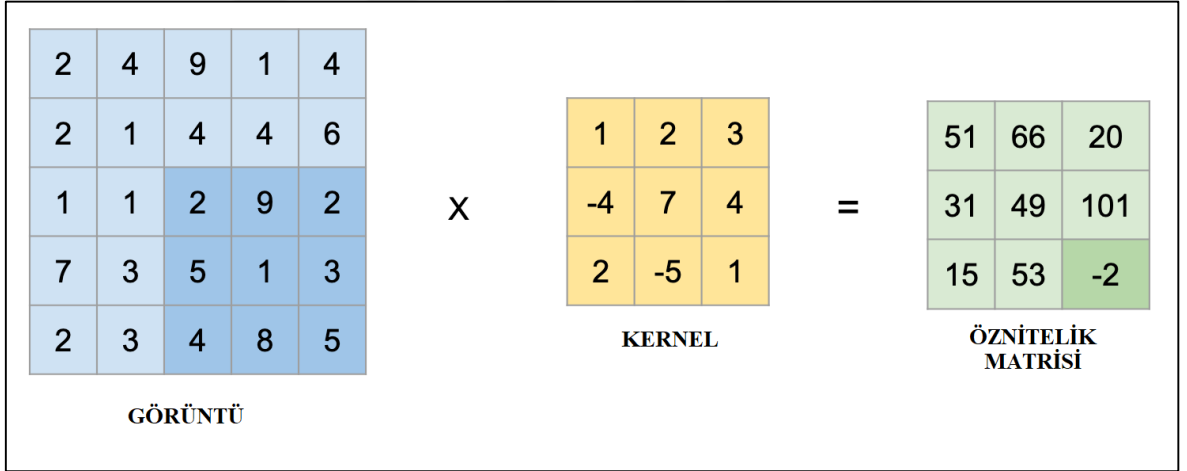 2 4 9 1 4
2 1 4 4 6
1 1 2 9 2
7 3 5 1 3
2 3 4 8 5
GÖRÜNTÜ
x
1 2 3
-4 7 4
2 -5 1
KERNEL
=
51 66 20
31 49 101
15 53 -2
ÖZNİTELİK
MATRİSİ